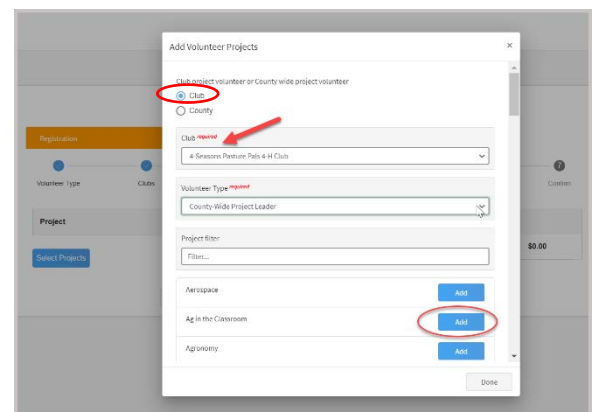 Add Volunteer Projects ×
Club project volunteer or County wide project volunteer
Club
County
Registration
Club required
4-Seasons Pasture Pals 4-H Club
7
Volunteer Type
Clubs
Confirm
Volunteer Type required
County-Wide Project Leader
Project
Project filter
Filter...
$0.00
Select Projects
Aerospace Add
Ag in the Classroom Add
Agronomy Add
Done